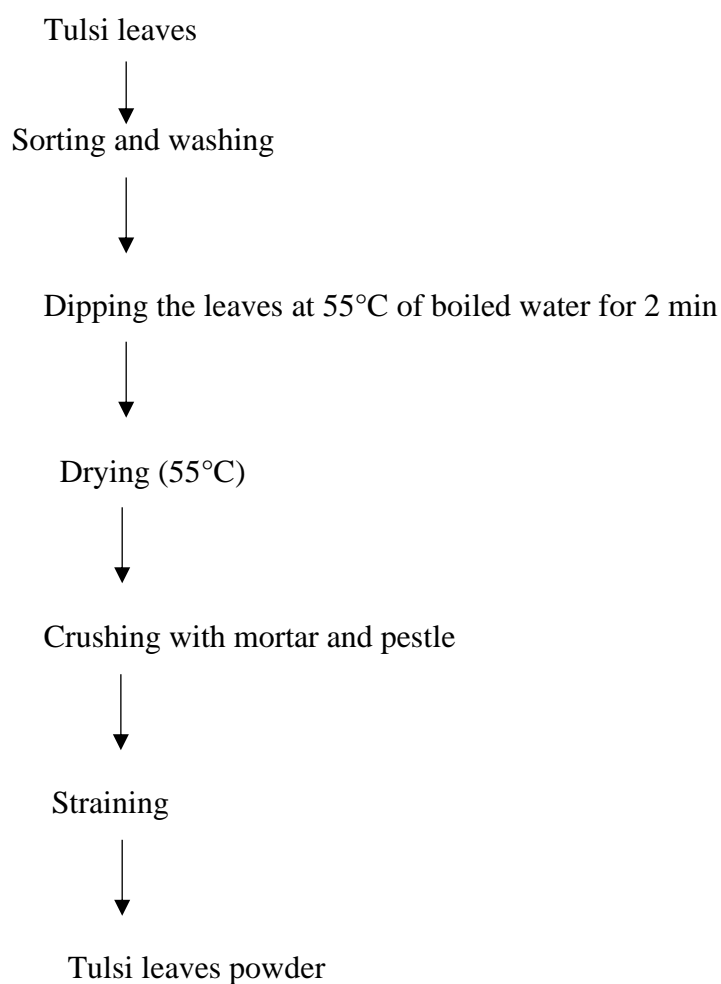 Tulsi leaves
Sorting and washing
Dipping the leaves at 55°C of boiled water for 2 min
Drying (55°C)
Crushing with mortar and pestle
Straining
Tulsi leaves powder